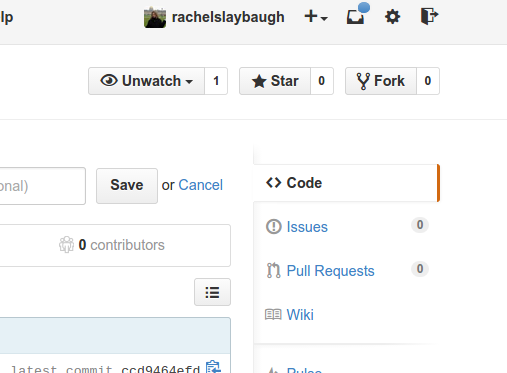 lp rachelslaybaugh
Unwatch 1 Star 0 Fork 0
onal) Save or Cancel
Code
Issues 0
0 contributors
Pull Requests 0
Wiki
latest commit ccd9464efd
Pulse